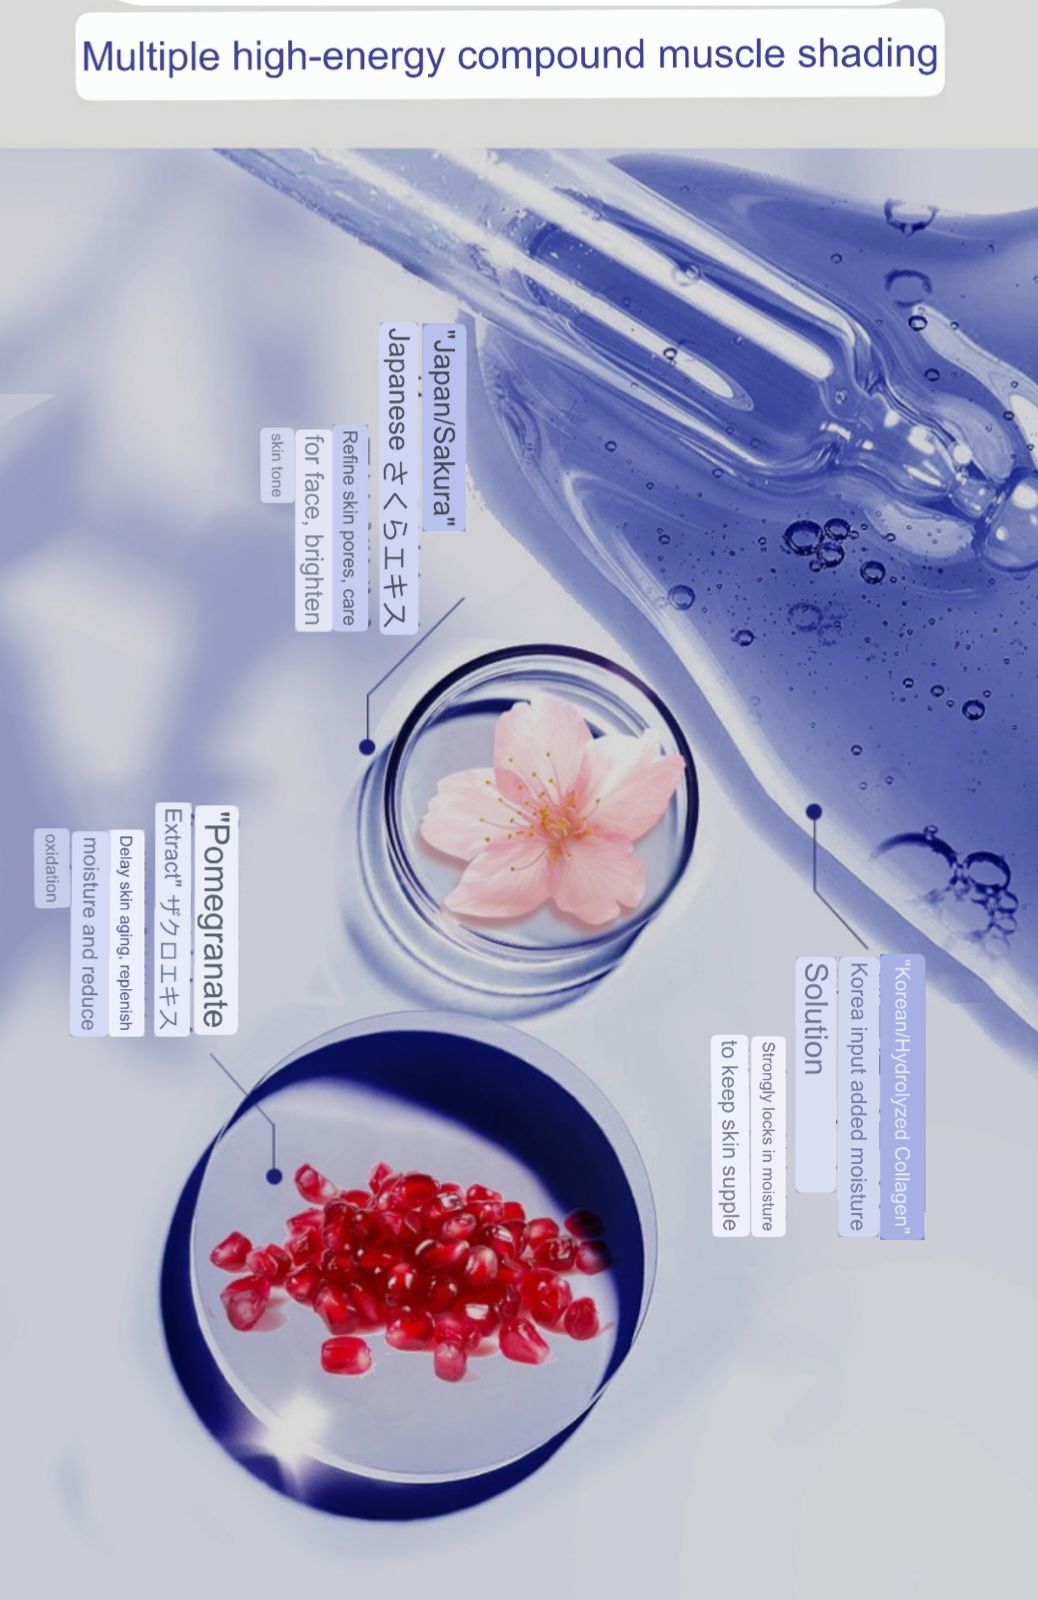 Multiple high-energy compound muscle shading
"Japan/Sakura"
Japanese さくらエキス
Refine skin pores, care
for face, brighten
skin tone
"Pomegranate
Extract" ザクロエキス
Delay skin aging, replenish
moisture and reduce
oxidation
"Korean/Hydrolyzed Collagen"
Korea input added moisture
Solution
Strongly locks in moisture
to keep skin supple